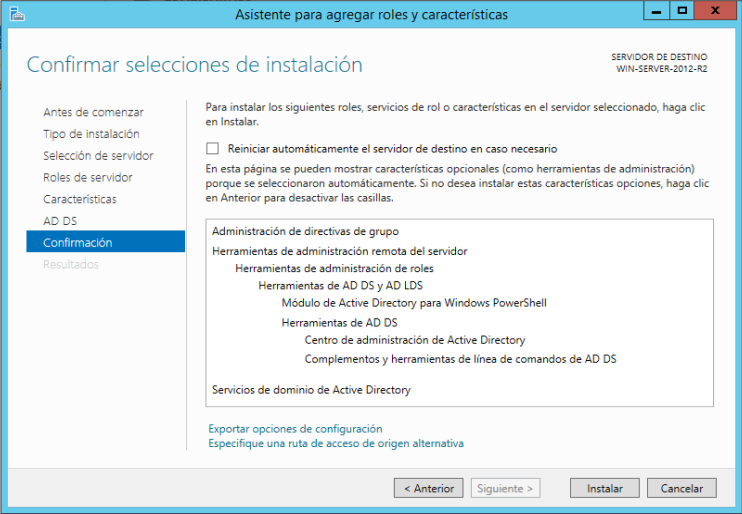 Asistente para agregar roles y características
Confirmar selecciones de instalación
SERVIDOR DE DESTINO
WIN-SERVER-2012-R2
Antes de comenzar
Tipo de instalación
Selección de servidor
Roles de servidor
Características
AD DS
Confirmación
Resultados
Para instalar los siguientes roles, servicios de rol o características en el servidor seleccionado, haga clic
en Instalar.
Reiniciar automáticamente el servidor de destino en caso necesario
En esta página se pueden mostrar características opcionales (como herramientas de administración)
porque se seleccionaron automáticamente. Si no desea instalar estas características opciones, haga clic
en Anterior para desactivar las casillas.
Administración de directivas de grupo
Herramientas de administración remota del servidor
Herramientas de administración de roles
Herramientas de AD DS y AD LDS
Módulo de Active Directory para Windows PowerShell
Herramientas de AD DS
Centro de administración de Active Directory
Complementos y herramientas de línea de comandos de AD DS
Servicios de dominio de Active Directory
Exportar opciones de configuración
Especifique una ruta de acceso de origen alternativa
< Anterior
Siguiente >
Instalar
Cancelar